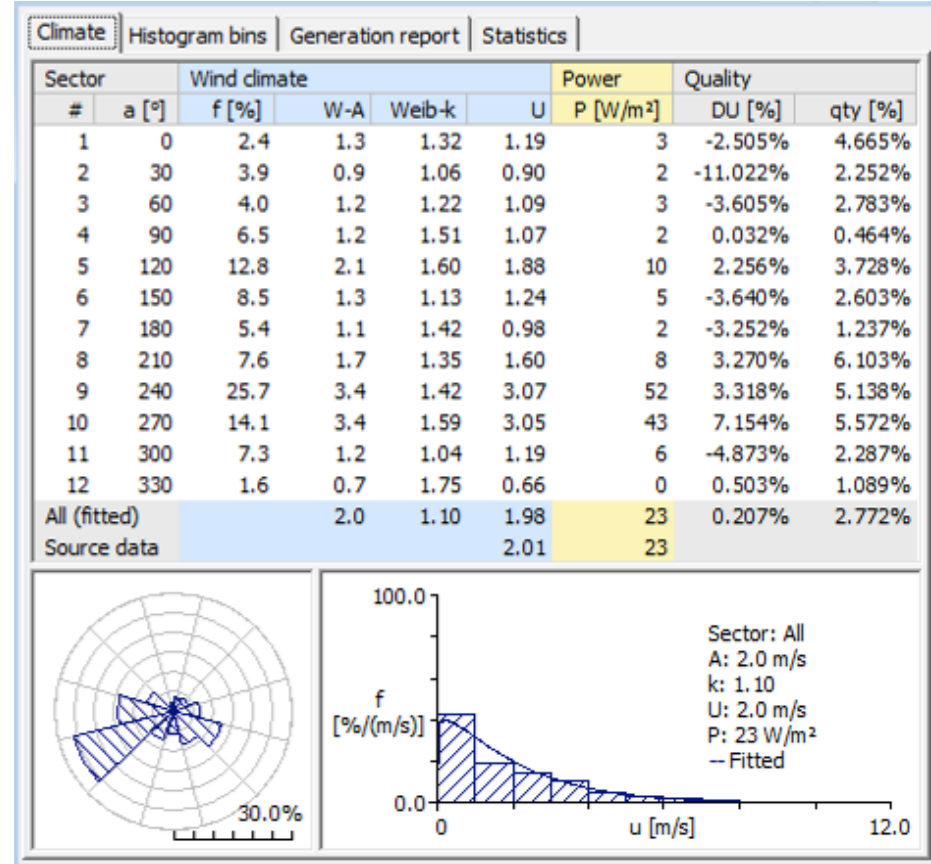 Climate Histogram bins Generation report Statistics
Sector Wind climate Power Quality
# a [°] f [%] W-A Weib-k U P [W/m²] DU [%] qty [%]
1 0 2.4 1.3 1.32 1.19 3 -2.505% 4.665%
2 30 3.9 0.9 1.06 0.90 2 -11.022% 2.252%
3 60 4.0 1.2 1.22 1.09 3 -3.605% 2.783%
4 90 6.5 1.2 1.51 1.07 2 0.032% 0.464%
5 120 12.8 2.1 1.60 1.88 10 2.256% 3.728%
6 150 8.5 1.3 1.13 1.24 5 -3.640% 2.603%
7 180 5.4 1.1 1.42 0.98 2 -3.252% 1.237%
8 210 7.6 1.7 1.35 1.60 8 3.270% 6.103%
9 240 25.7 3.4 1.42 3.07 52 3.318% 5.138%
10 270 14.1 3.4 1.59 3.05 43 7.154% 5.572%
11 300 7.3 1.2 1.04 1.19 6 -4.873% 2.287%
12 330 1.6 0.7 1.75 0.66 0 0.503% 1.089%
All (fitted) 2.0 1.10 1.98 23 0.207% 2.772%
Source data 2.01 23
30.0%
100.0
f
[%/(m/s)]
0.0
0 u [m/s] 12.0
Sector: All
A: 2.0 m/s
k: 1.10
U: 2.0 m/s
P: 23 W/m²
-- Fitted